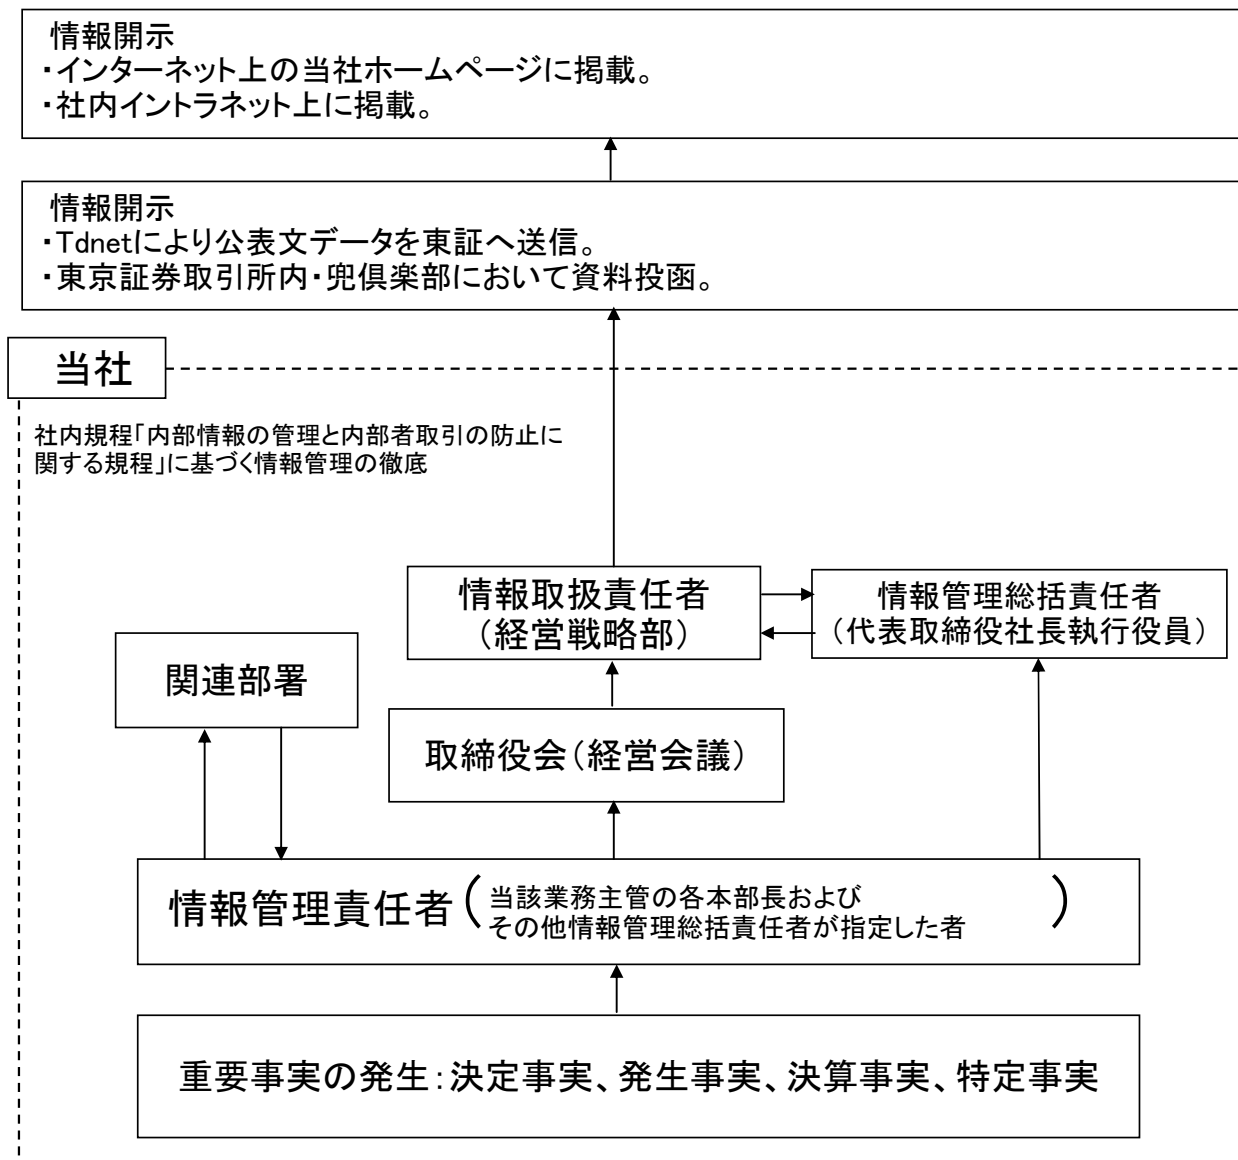 情報開示
・インターネット上の当社ホームページに掲載。
・社内イントラネット上に掲載。
情報開示
・Tdnetにより公表文データを東証へ送信。
・東京証券取引所内・兜倶楽部において資料投函。
当社
社内規程「内部情報の管理と内部者取引の防止に
関する規程」に基づく情報管理の徹底
情報取扱責任者
（経営戦略部）
情報管理総括責任者
（代表取締役社長執行役員）
関連部署
取締役会（経営会議）
情報管理責任者（当該業務主管の各本部長および
その他情報管理総括責任者が指定した者）
重要事実の発生：決定事実、発生事実、決算事実、特定事実